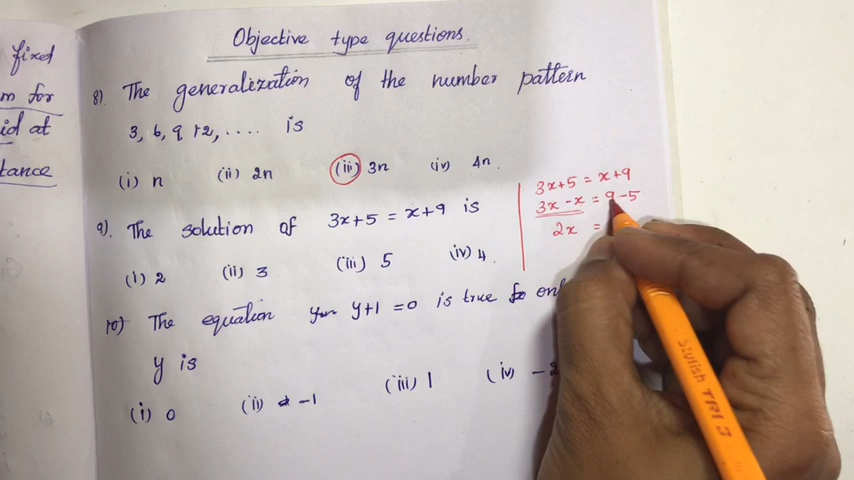 fixed
m for
id at
tance
Objective type questions.
8). The generalization of the number pattern
3, 6, 9, 12, .... is
(i) n (ii) 2n (iii) 3n (iv) 4n.
9). The solution of 3x+5 = x+9 is
(i) 2 (ii) 3 (iii) 5 (iv) 4
3x+5 = x+9
3x-x = 9-5
2x =
10) The equation y+1 = 0 is true
y is
(i) 0 (ii) -1 (iii) 1 (iv) -2
Stylish TRI 3